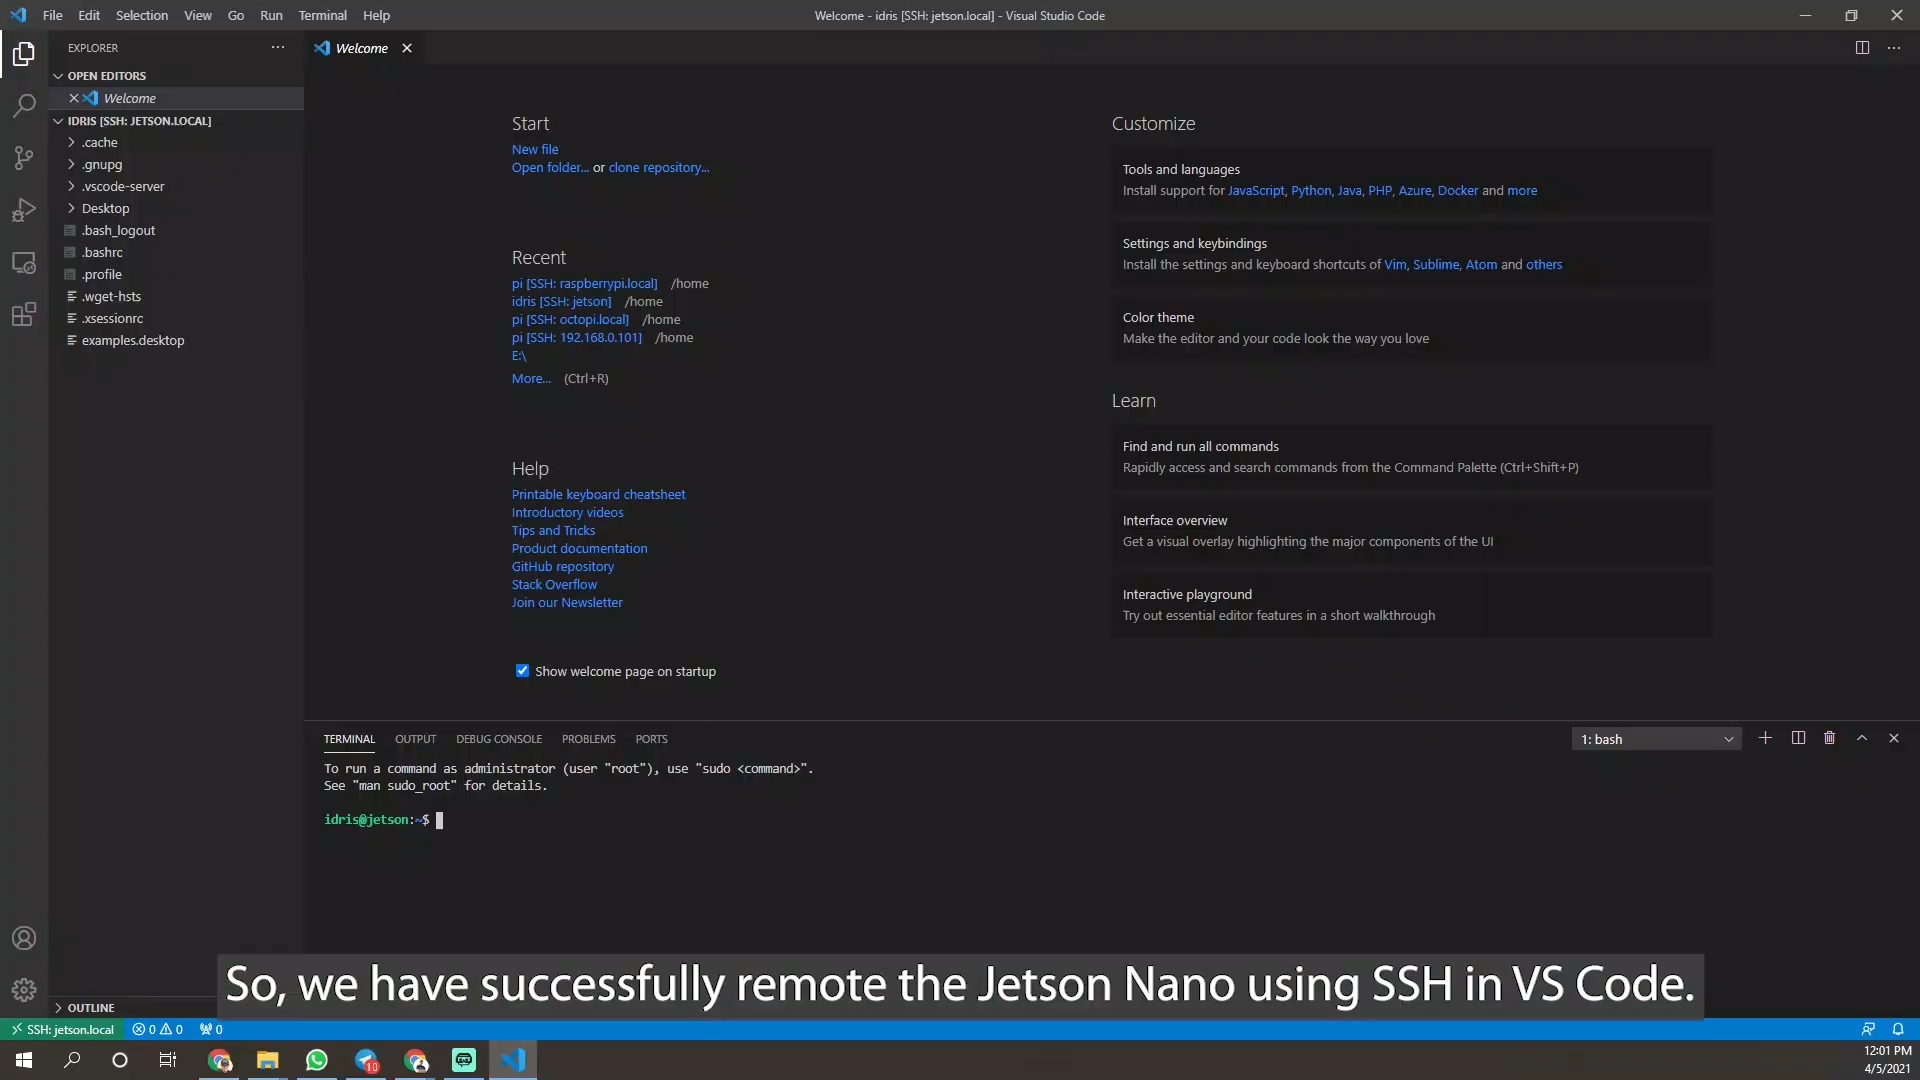 File Edit Selection View Go Run Terminal Help
Welcome - idris [SSH: jetson.local] - Visual Studio Code
EXPLORER
Welcome
OPEN EDITORS
Welcome
IDRIS [SSH: JETSON.LOCAL]
.cache
.gnupg
.vscode-server
Desktop
.bash_logout
.bashrc
.profile
.wget-hsts
.xsessionrc
examples.desktop
OUTLINE
Start
New file
Open folder... or clone repository...
Recent
pi [SSH: raspberrypi.local] /home
idris [SSH: jetson] /home
pi [SSH: octopi.local] /home
pi [SSH: 192.168.0.101] /home
E:\
More... (Ctrl+R)
Help
Printable keyboard cheatsheet
Introductory videos
Tips and Tricks
Product documentation
GitHub repository
Stack Overflow
Join our Newsletter
Show welcome page on startup
Customize
Tools and languages
Install support for JavaScript, Python, Java, PHP, Azure, Docker and more
Settings and keybindings
Install the settings and keyboard shortcuts of Vim, Sublime, Atom and others
Color theme
Make the editor and your code look the way you love
Learn
Find and run all commands
Rapidly access and search commands from the Command Palette (Ctrl+Shift+P)
Interface overview
Get a visual overlay highlighting the major components of the UI
Interactive playground
Try out essential editor features in a short walkthrough
TERMINAL OUTPUT DEBUG CONSOLE PROBLEMS PORTS
1: bash
To run a command as administrator (user "root"), use "sudo <command>".
See "man sudo_root" for details.
idris@jetson:~$
So, we have successfully remote the Jetson Nano using SSH in VS Code.
SSH: jetson.local 0 0 0
10
12:01 PM
4/5/2021